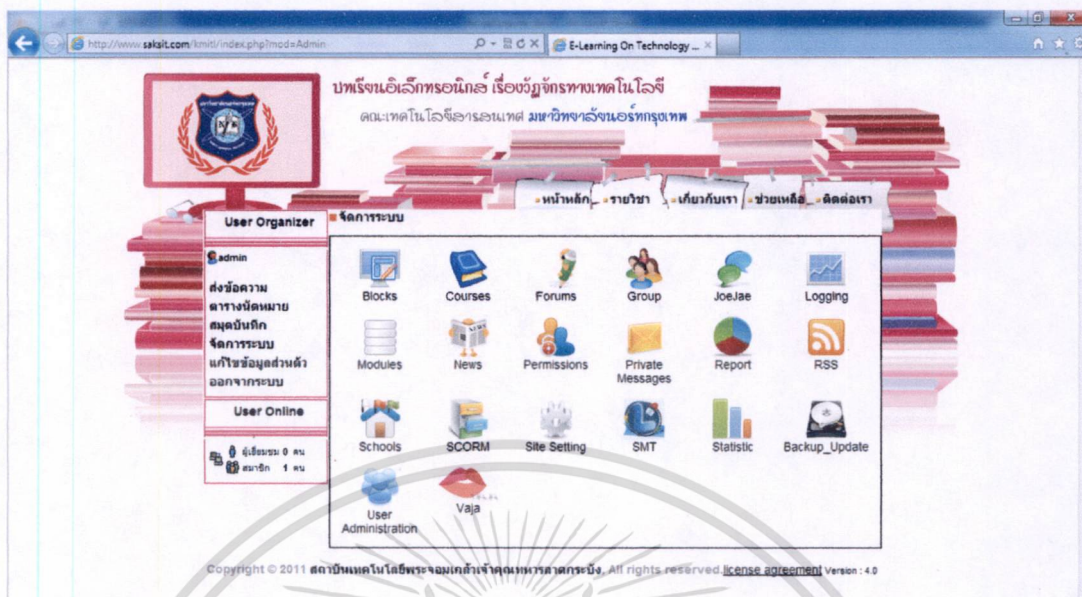 http://www.saksit.com/kmitl/index.php?mod=Admin
E-Learning On Technology ...
บทเรียนอิเล็กทรอนิกส์ เรื่องวัฏจักรทางเทคโนโลยี
คณะเทคโนโลยีสารสนเทศ มหาวิทยาลัยนอร์ทกรุงเทพ
หน้าหลัก รายวิชา เกี่ยวกับเรา ช่วยเหลือ ติดต่อเรา
User Organizer
จัดการระบบ
admin
ส่งข้อความ
ตารางนัดหมาย
สมุดบันทึก
จัดการระบบ
แก้ไขข้อมูลส่วนตัว
ออกจากระบบ
User Online
ผู้เยี่ยมชม 0 คน
สมาชิก 1 คน
Blocks Courses Forums Group JoeJae Logging
Modules News Permissions Private Messages Report RSS
Schools SCORM Site Setting SMT Statistic Backup_Update
User Administration Vaja
Copyright © 2011 สถาบันเทคโนโลยีพระจอมเกล้าเจ้าคุณทหารลาดกระบัง, All rights reserved.license agreement Version : 4.0